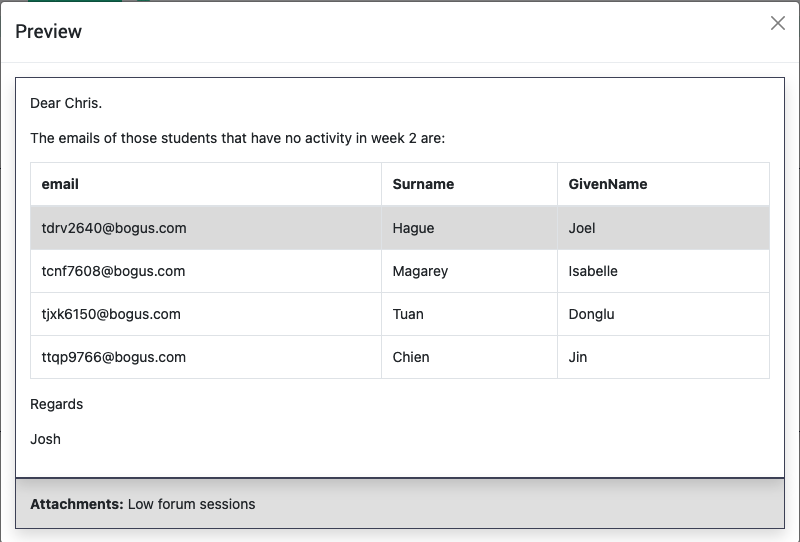 Preview
Dear Chris.
The emails of those students that have no activity in week 2 are:
email Surname GivenName
tdrv2640@bogus.com Hague Joel
tcnf7608@bogus.com Magarey Isabelle
tjxk6150@bogus.com Tuan Donglu
ttqp9766@bogus.com Chien Jin
Regards
Josh
Attachments: Low forum sessions